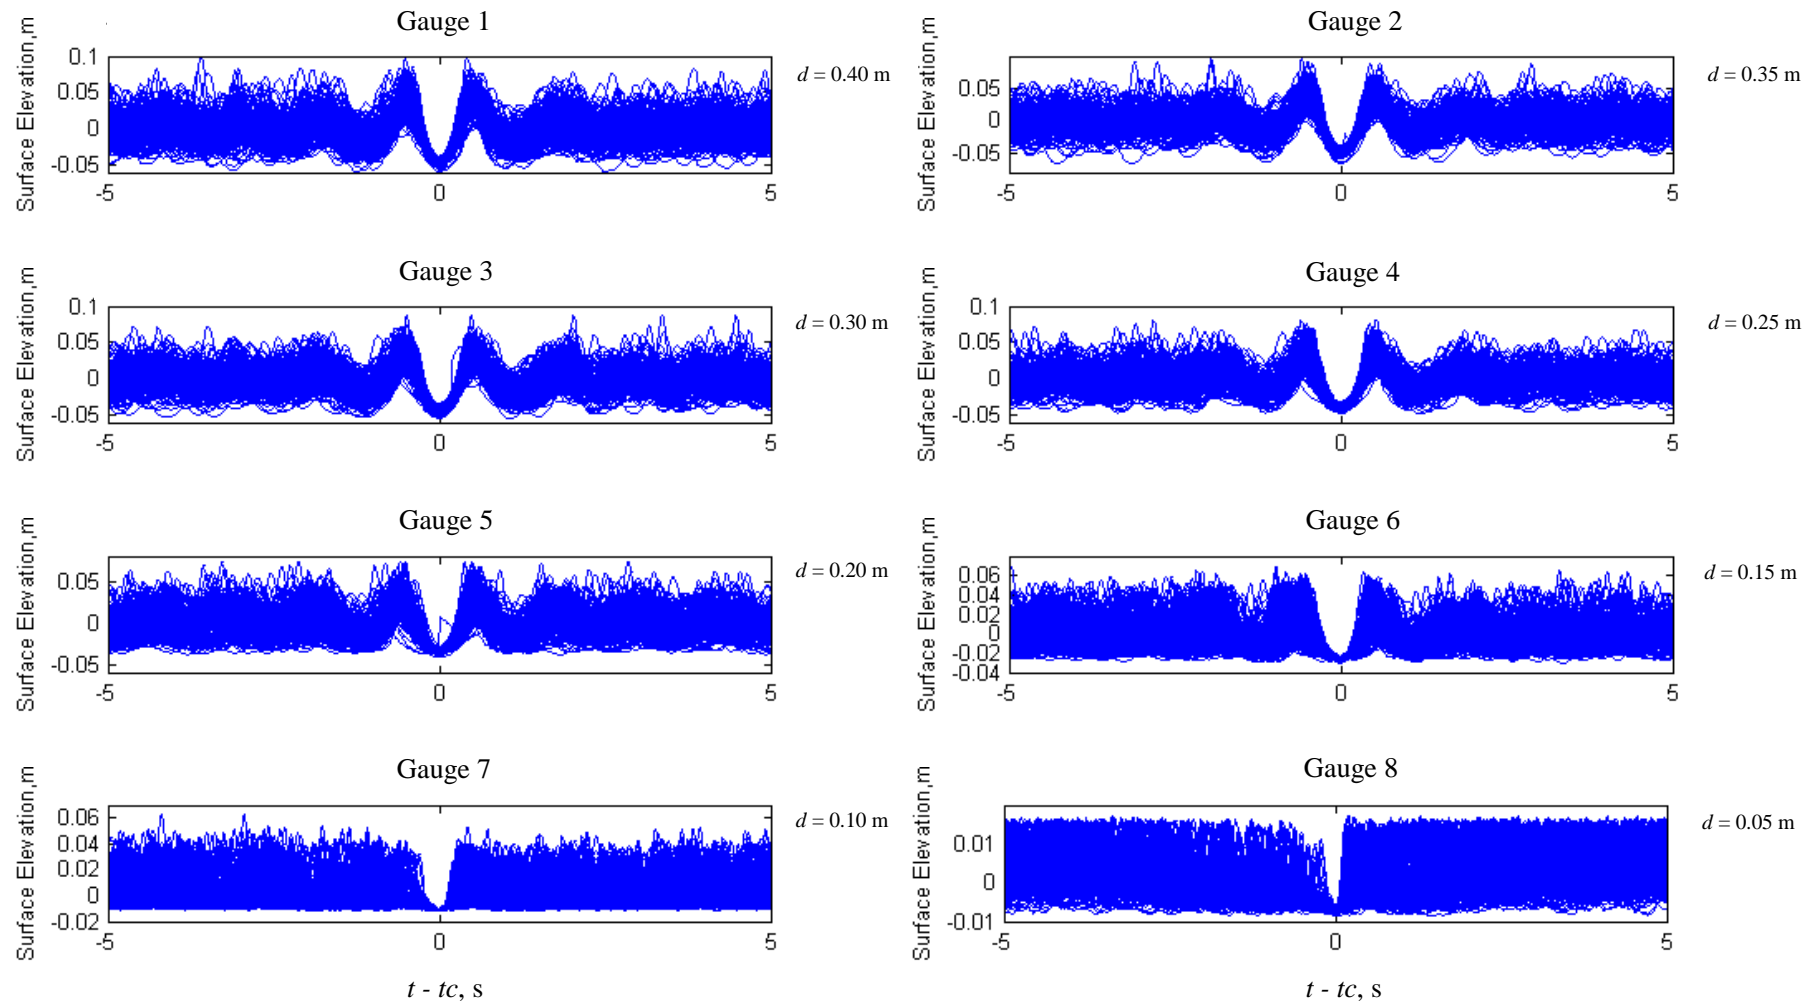 Gauge 1
Surface Elevation,m
0.1
0.05
0
-0.05
-5
0
5
d = 0.40 m
Gauge 2
Surface Elevation,m
0.05
0
-0.05
-5
0
5
d = 0.35 m
Gauge 3
Surface Elevation,m
0.1
0.05
0
-0.05
-5
0
5
d = 0.30 m
Gauge 4
Surface Elevation,m
0.1
0.05
0
-0.05
-5
0
5
d = 0.25 m
Gauge 5
Surface Elevation,m
0.05
0
-0.05
-5
0
5
d = 0.20 m
Gauge 6
Surface Elevation,m
0.06
0.04
0.02
0
-0.02
-0.04
-5
0
5
d = 0.15 m
Gauge 7
Surface Elevation,m
0.06
0.04
0.02
0
-0.02
-5
0
5
d = 0.10 m
t - tc, s
Gauge 8
Surface Elevation,m
0.01
0
-0.01
-5
0
5
d = 0.05 m
t - tc, s